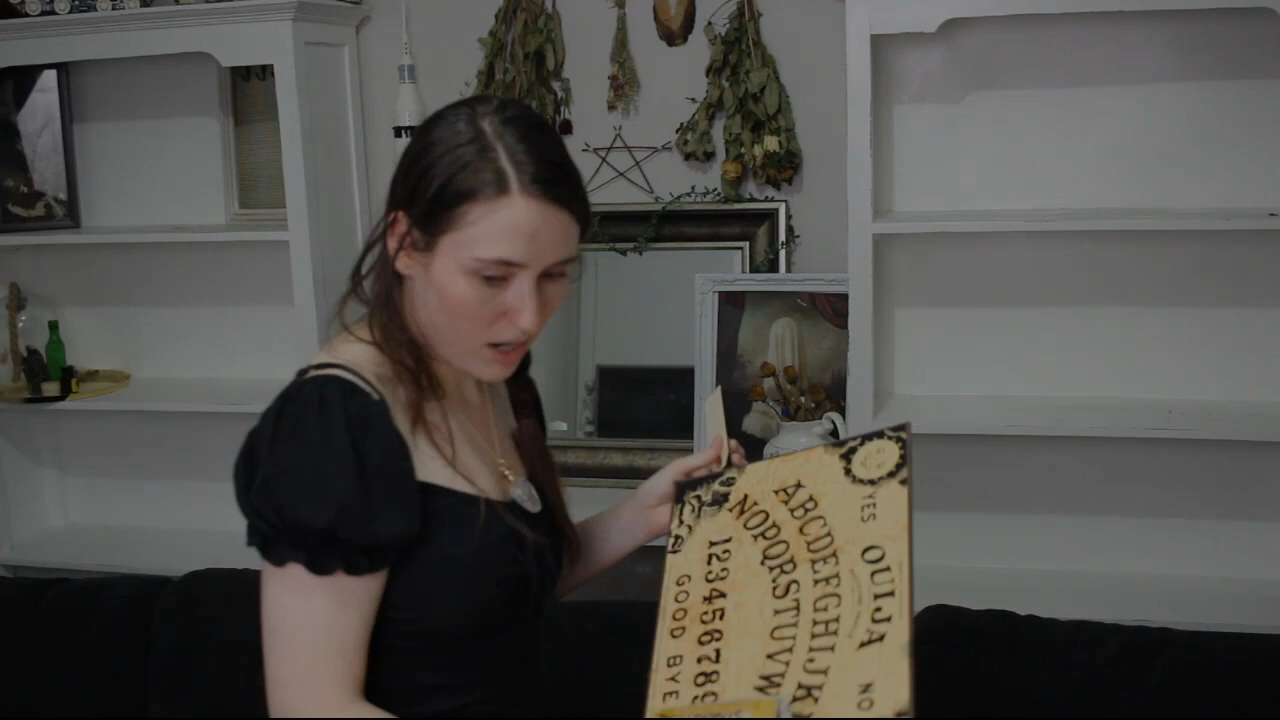 YES OUIJA NO
ABCDEFGHIJK
NOPQRSTUVW
123456789
GOOD BYE